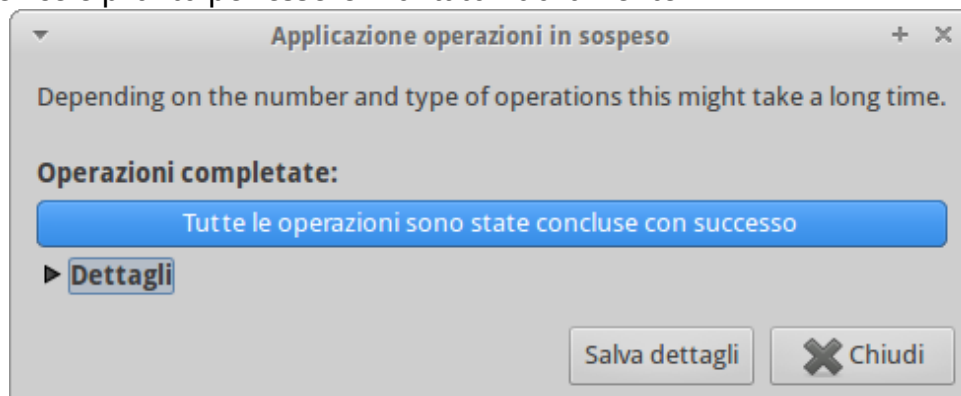 Applicazione operazioni in sospeso
Depending on the number and type of operations this might take a long time.
Operazioni completate:
Tutte le operazioni sono state concluse con successo
Dettagli
Salva dettagli
Chiudi